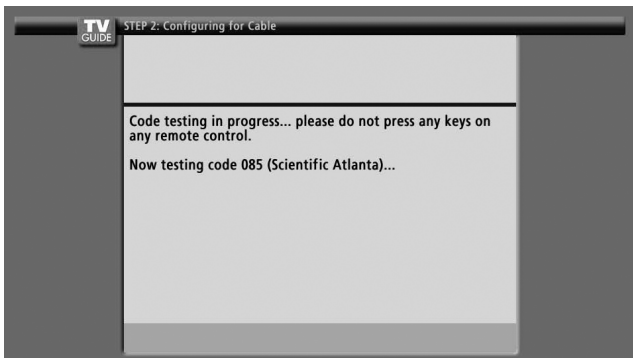 TV
GUIDE
STEP 2: Configuring for Cable
Code testing in progress... please do not press any keys on
any remote control.
Now testing code 085 (Scientific Atlanta)...